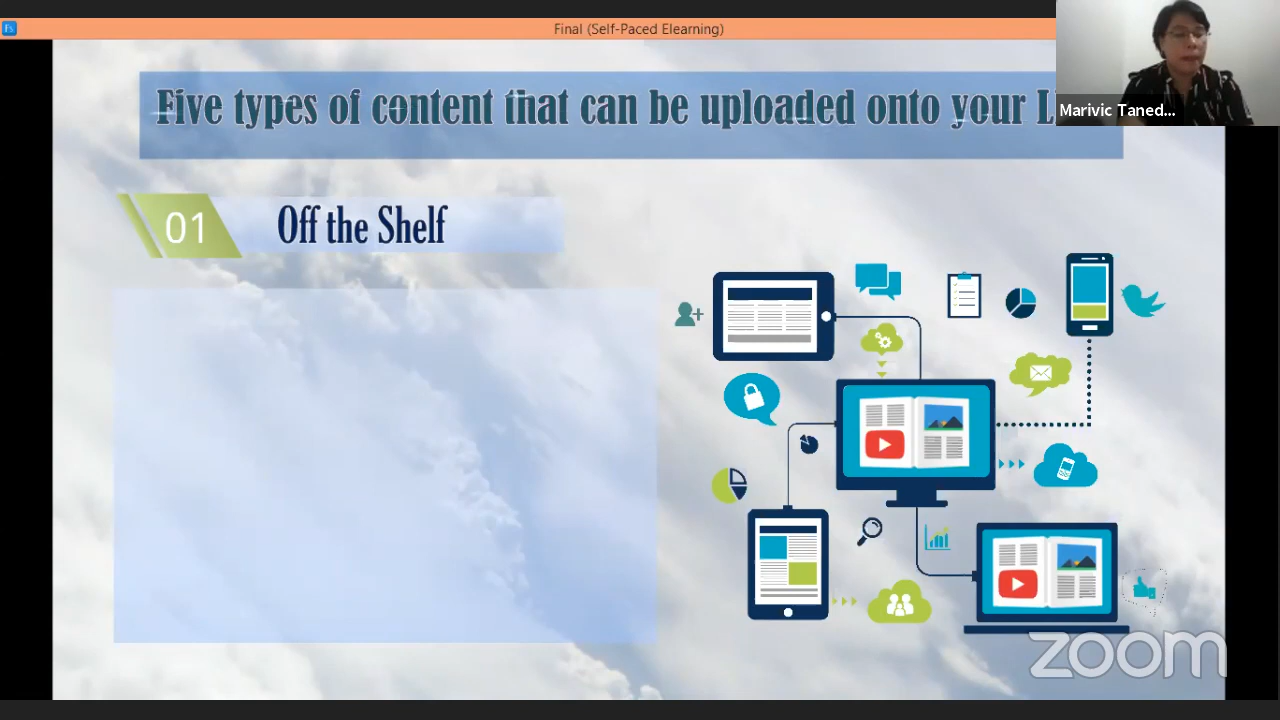 Final (Self-Paced Elearning)
Five types of content that can be uploaded onto your
Marivic Taned...
01
Off the Shelf
zoom